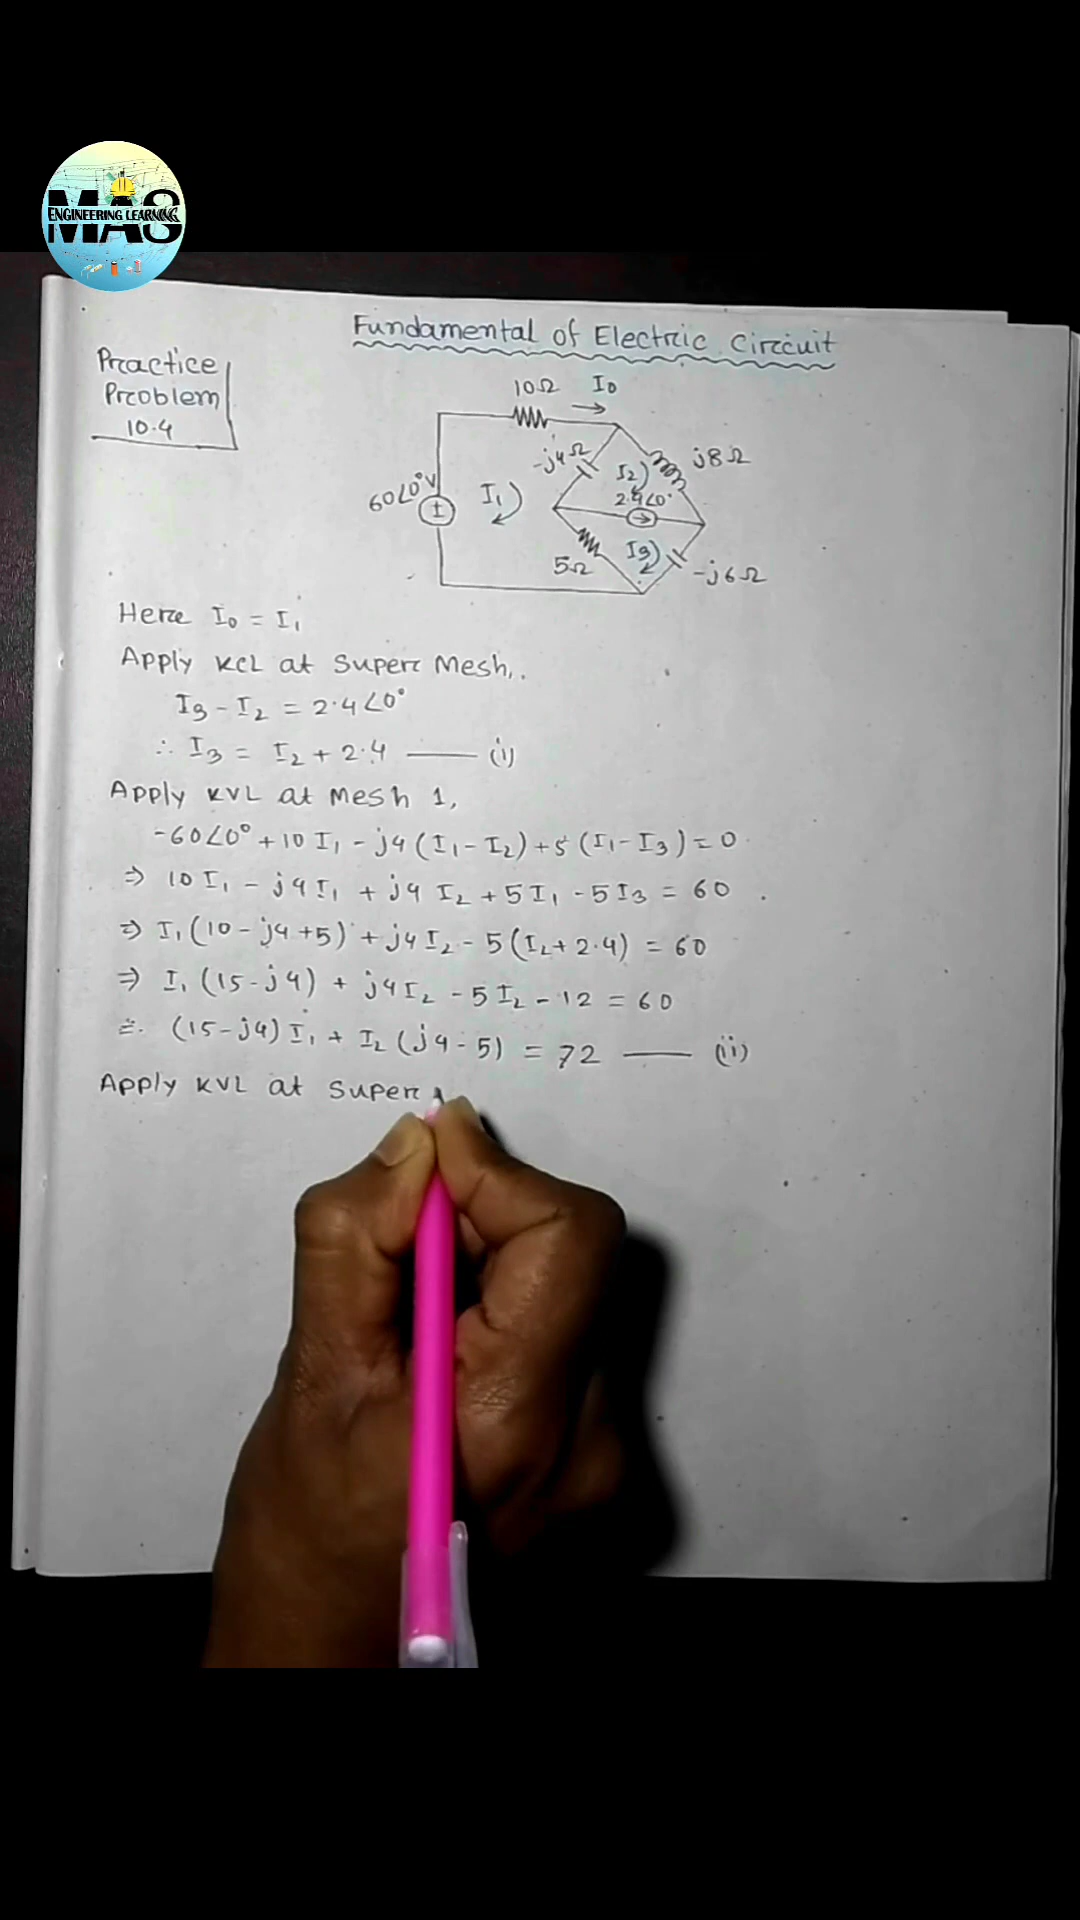 MAS
ENGINEERING LEARNING
Fundamental of Electric Circuit
Practice
Problem
10.4
10Ω I₀
-j4Ω
j8Ω
I₂
60∠0°V
I₁
2.4∠0°
5Ω
I₃
-j6Ω
Here I₀ = I₁
Apply KCL at Super Mesh,.
I₃ - I₂ = 2.4∠0°
∴ I₃ = I₂ + 2.4 —— (i)
Apply KVL at Mesh 1,
-60∠0° + 10 I₁ - j4 (I₁ - I₂) + 5 (I₁ - I₃) = 0
⇒ 10 I₁ - j4 I₁ + j4 I₂ + 5 I₁ - 5 I₃ = 60
⇒ I₁ (10 - j4 + 5) + j4 I₂ - 5 (I₂ + 2.4) = 60
⇒ I₁ (15 - j4) + j4 I₂ - 5 I₂ - 12 = 60
∴ (15 - j4) I₁ + I₂ (j4 - 5) = 72 —— (ii)
Apply KVL at Super